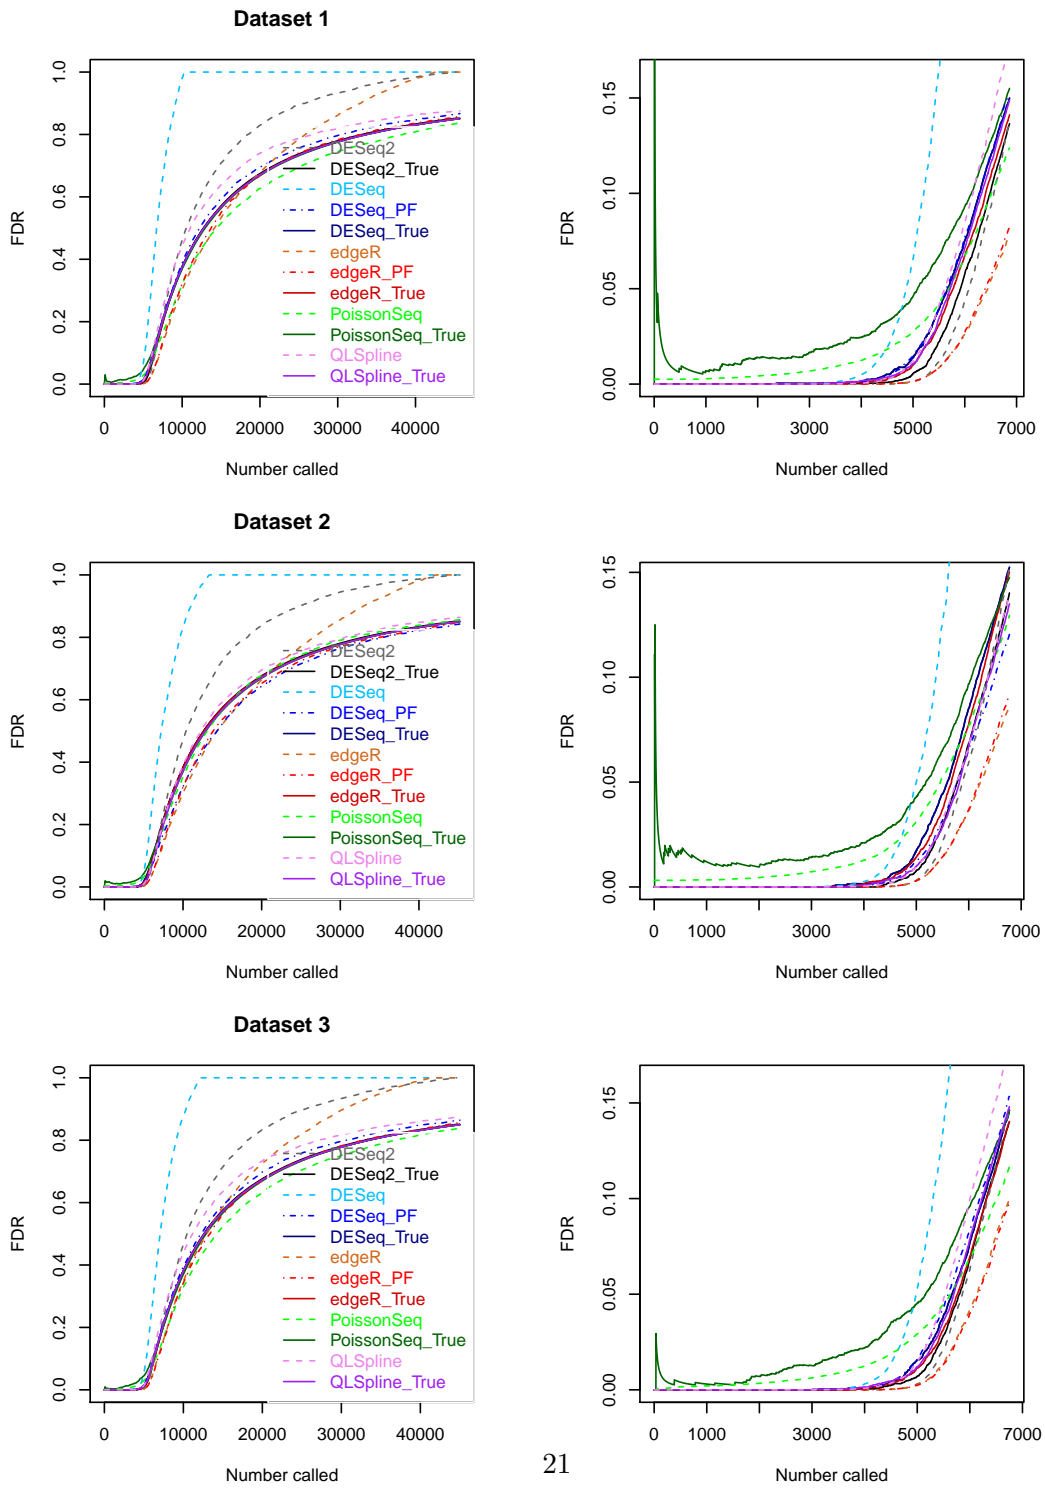 Dataset 1
FDR
0.0 0.2 0.4 0.6 0.8 1.0
DESeq2
DESeq2_True
DESeq
DESeq_PF
DESeq_True
edgeR
edgeR_PF
edgeR_True
PoissonSeq
PoissonSeq_True
QLSpline
QLSpline_True
0 10000 20000 30000 40000
Number called
FDR
0.00 0.05 0.10 0.15
0 1000 3000 5000 7000
Number called
Dataset 2
FDR
0.0 0.2 0.4 0.6 0.8 1.0
DESeq2
DESeq2_True
DESeq
DESeq_PF
DESeq_True
edgeR
edgeR_PF
edgeR_True
PoissonSeq
PoissonSeq_True
QLSpline
QLSpline_True
0 10000 20000 30000 40000
Number called
FDR
0.00 0.05 0.10 0.15
0 1000 3000 5000 7000
Number called
Dataset 3
FDR
0.0 0.2 0.4 0.6 0.8 1.0
DESeq2
DESeq2_True
DESeq
DESeq_PF
DESeq_True
edgeR
edgeR_PF
edgeR_True
PoissonSeq
PoissonSeq_True
QLSpline
QLSpline_True
0 10000 20000 30000 40000
Number called
FDR
0.00 0.05 0.10 0.15
0 1000 3000 5000 7000
Number called
21